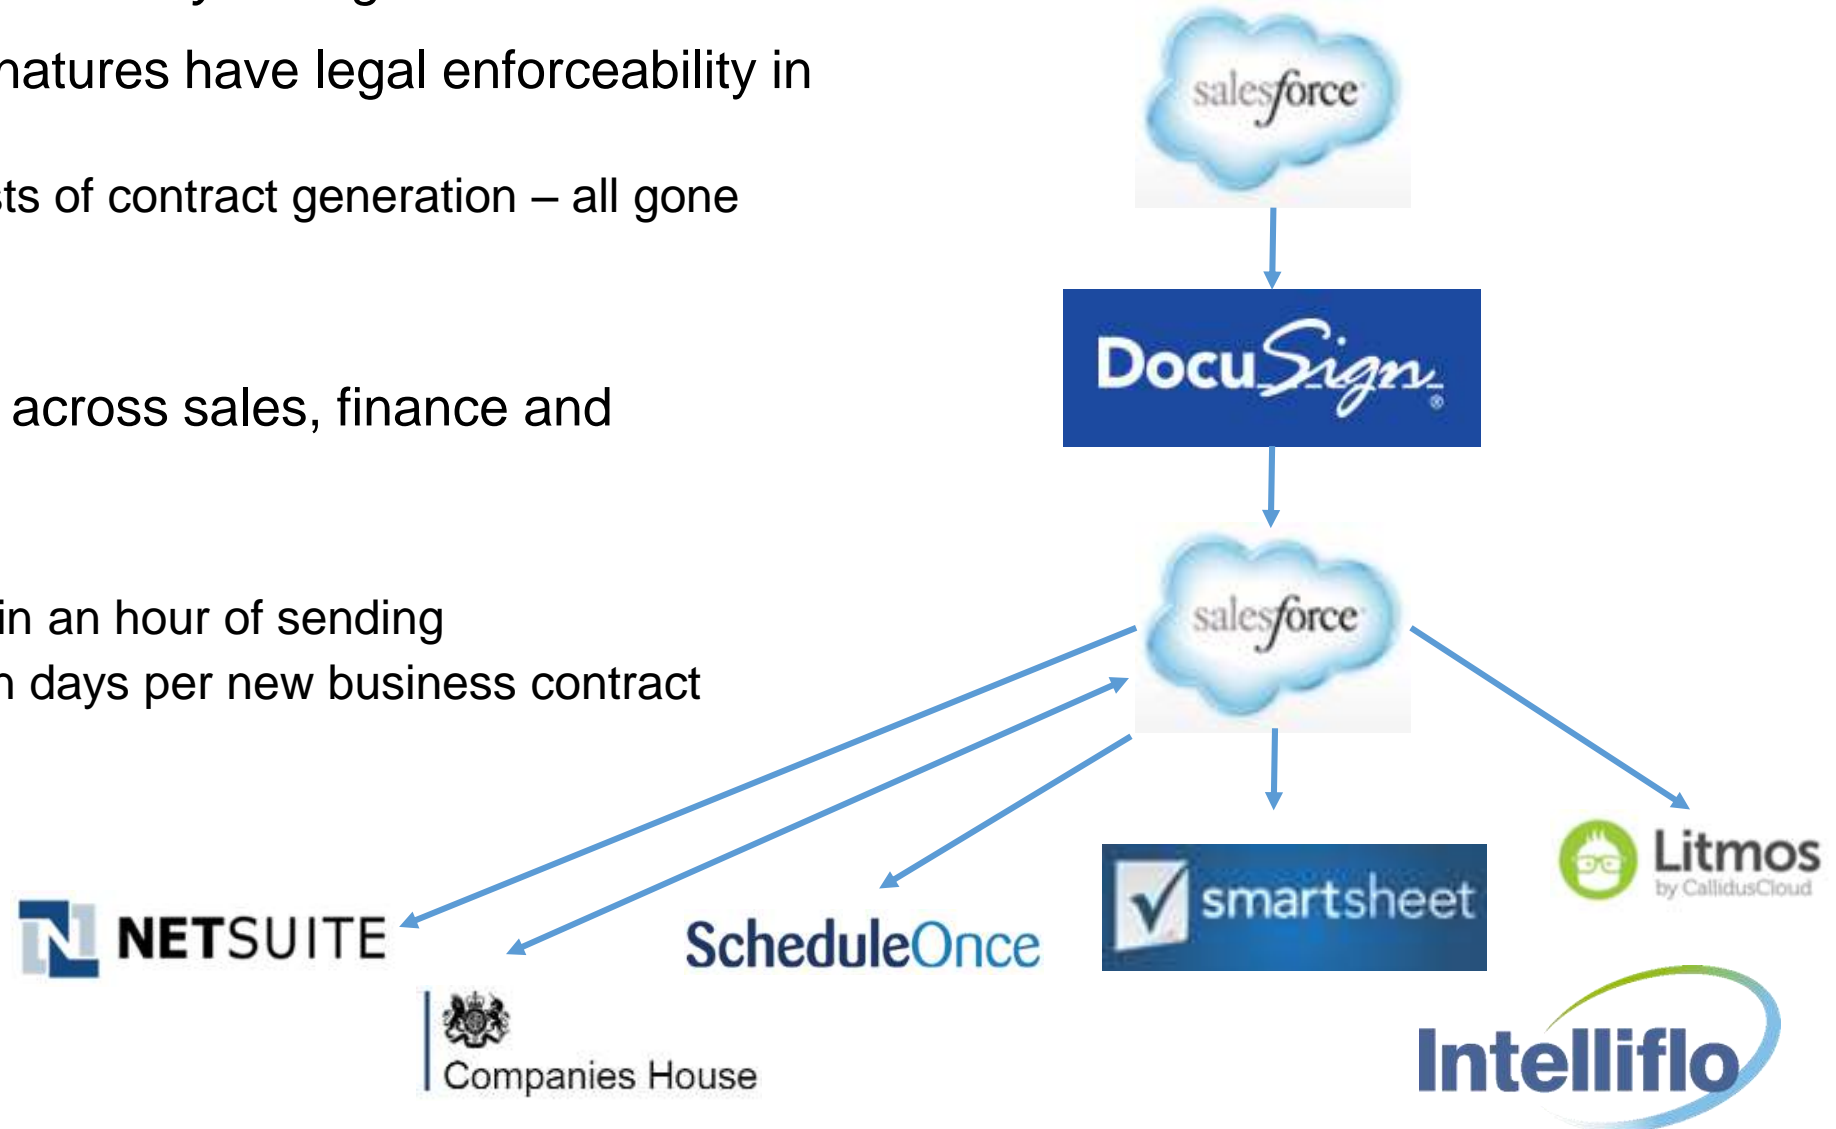 natures have legal enforceability in
sts of contract generation – all gone
across sales, finance and
in an hour of sending
days per new business contract
salesforce
DocuSign®
salesforce
NETSUITE
Companies House
ScheduleOnce
smartsheet
Litmos
by CallidusCloud
Intelliflo